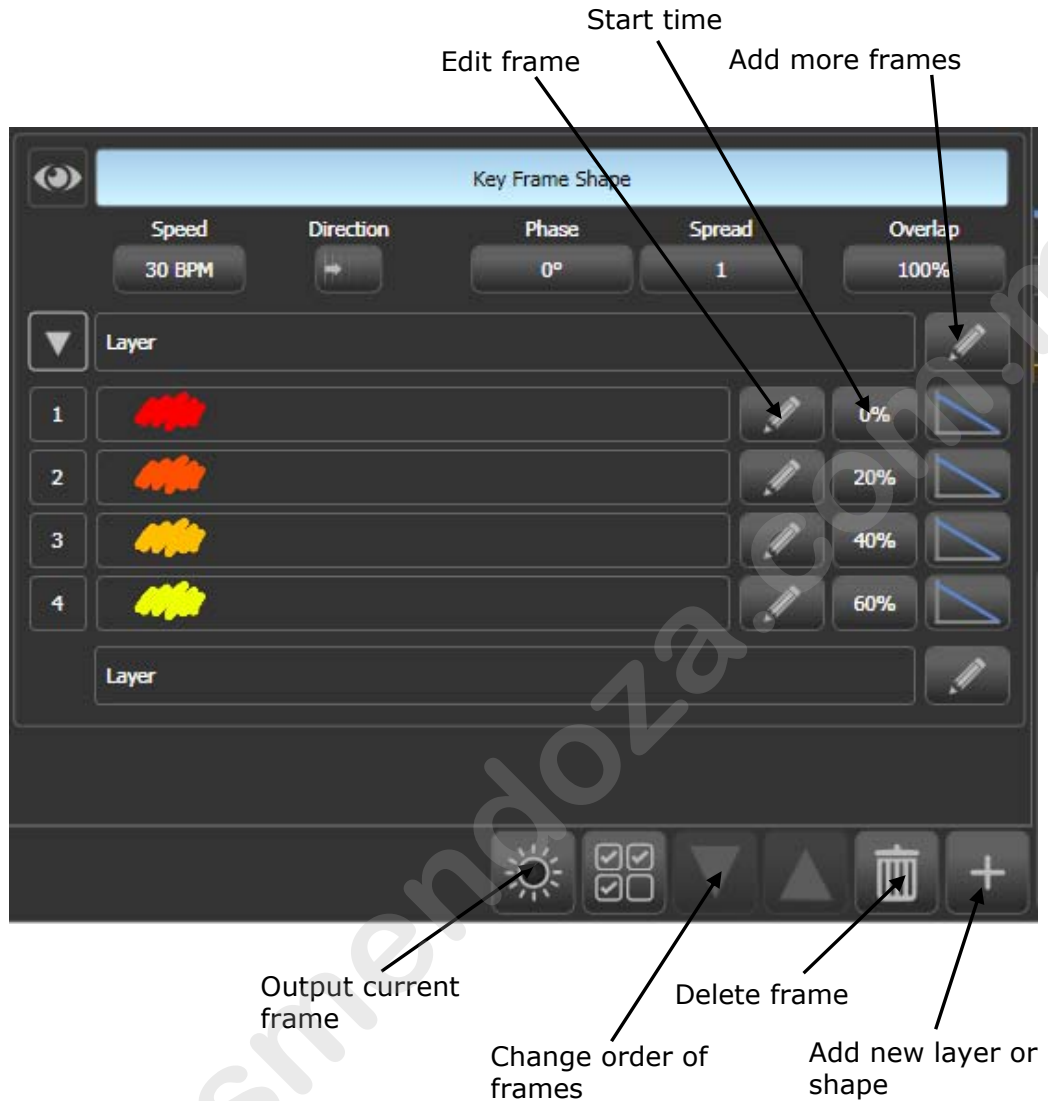 Start time
Edit frame
Add more frames
Key Frame Shape
Speed Direction Phase Spread Overlap
30 BPM 0° 1 100%
Layer
1 0%
2 20%
3 40%
4 60%
Layer
Output current
frame
Change order of
frames
Delete frame
Add new layer or
shape
smendoza.com.m